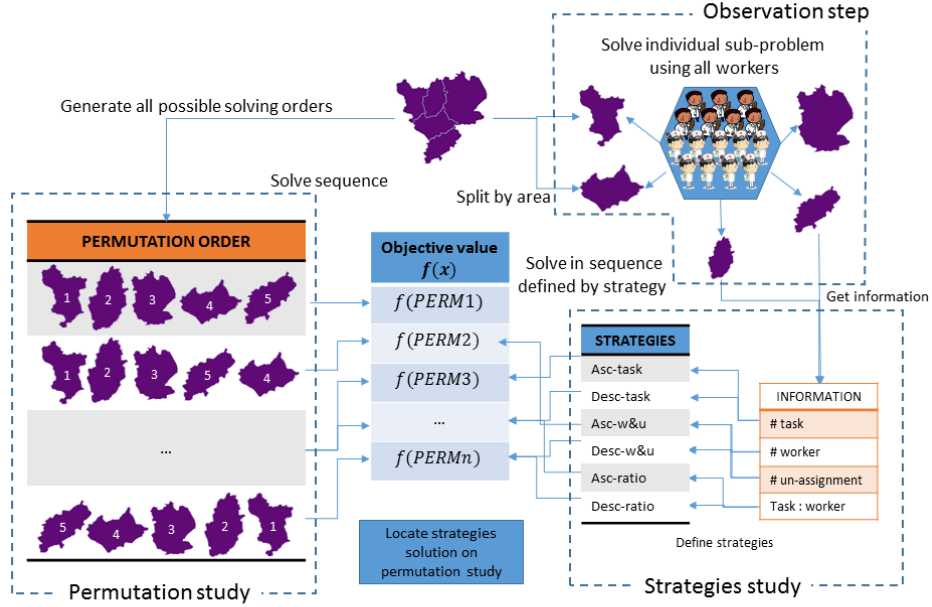 Observation step
Solve individual sub-problem
using all workers
Generate all possible solving orders
Split by area
Solve sequence
PERMUTATION ORDER
1 2 3 4 5
1 2 3 5 4
...
5 4 3 2 1
Permutation study
Objective value
f(x)
f(PERM1)
f(PERM2)
f(PERM3)
...
f(PERMn)
Locate strategies
solution on
permutation study
Solve in sequence
defined by strategy
Get information
STRATEGIES
Asc-task
Desc-task
Asc-w&u
Desc-w&u
Asc-ratio
Desc-ratio
INFORMATION
# task
# worker
# un-assignment
Task : worker
Define strategies
Strategies study